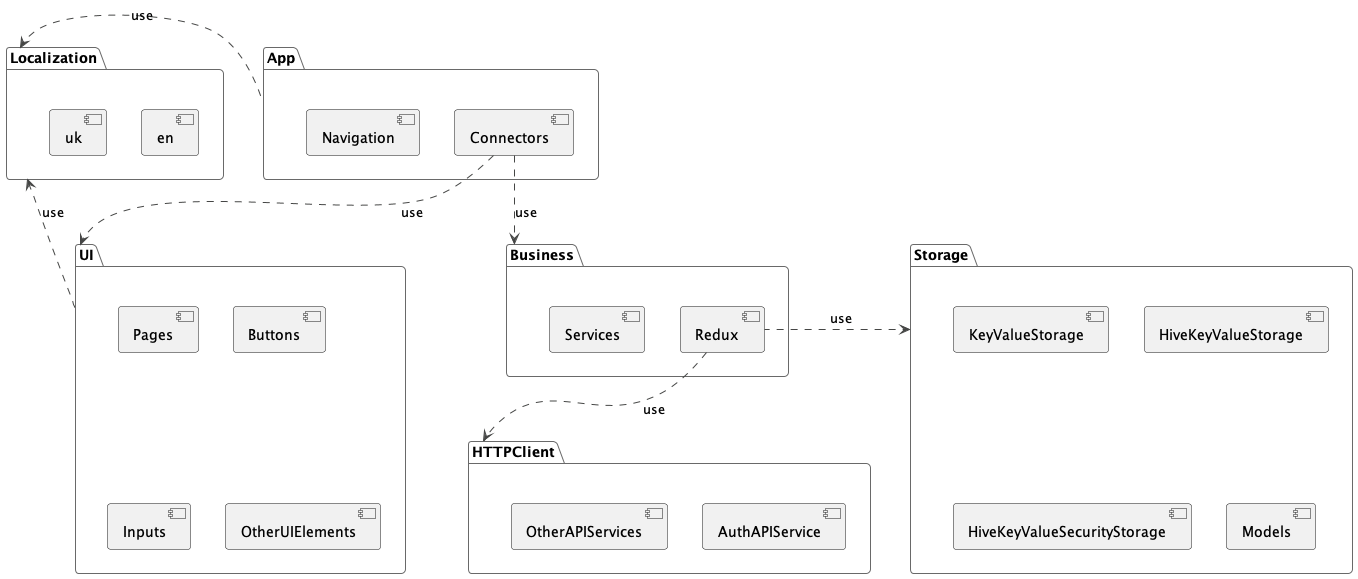 use
Localization
App
uk
en
Navigation
Connectors
use
use
use
UI
Business
Storage
Pages
Buttons
Services
Redux
use
KeyValueStorage
HiveKeyValueStorage
use
HTTPClient
Inputs
OtherUIElements
OtherAPIServices
AuthAPIService
HiveKeyValueSecurityStorage
Models